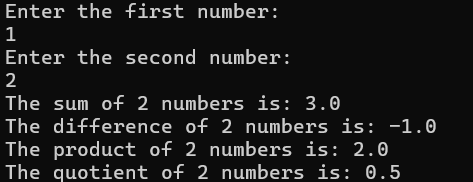 Enter the first number:
1
Enter the second number:
2
The sum of 2 numbers is: 3.0
The difference of 2 numbers is: -1.0
The product of 2 numbers is: 2.0
The quotient of 2 numbers is: 0.5